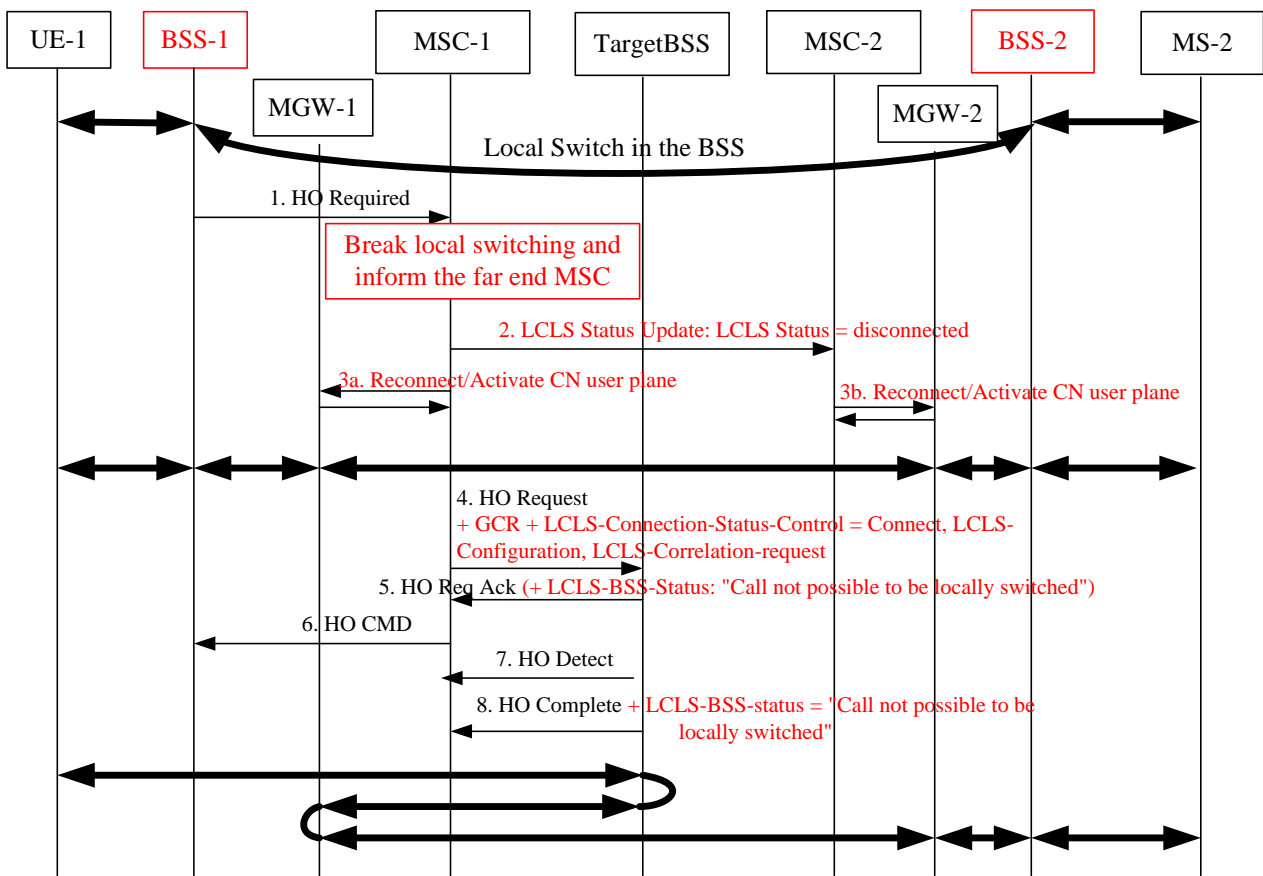 UE-1
BSS-1
MSC-1
TargetBSS
MSC-2
BSS-2
MS-2
MGW-1
MGW-2
Local Switch in the BSS
1. HO Required
Break local switching and
inform the far end MSC
2. LCLS Status Update: LCLS Status = disconnected
3a. Reconnect/Activate CN user plane
3b. Reconnect/Activate CN user plane
4. HO Request
+ GCR + LCLS-Connection-Status-Control = Connect, LCLS-
Configuration, LCLS-Correlation-request
5. HO Req Ack (+ LCLS-BSS-Status: "Call not possible to be locally switched")
6. HO CMD
7. HO Detect
8. HO Complete + LCLS-BSS-status = "Call not possible to be
locally switched"